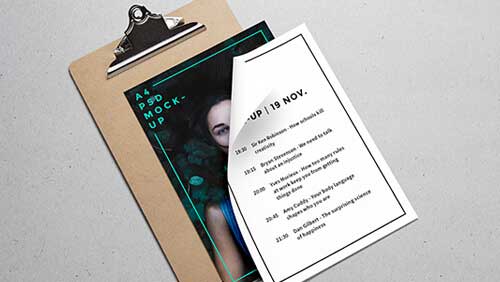 A4
PSD
MOCK-
UP
-UP | 19 NOV.
19:30 Sir Ken Robinson - How schools kill
creativity
19:15 Bryan Stevenson - We need to talk
about an injustice
20:00 Yves Morieux - How too many rules
at work keep you from getting
things done
20:45 Amy Cuddy - Your body language
shapes who you are
21:30 Dan Gilbert - The surprising science
of happiness